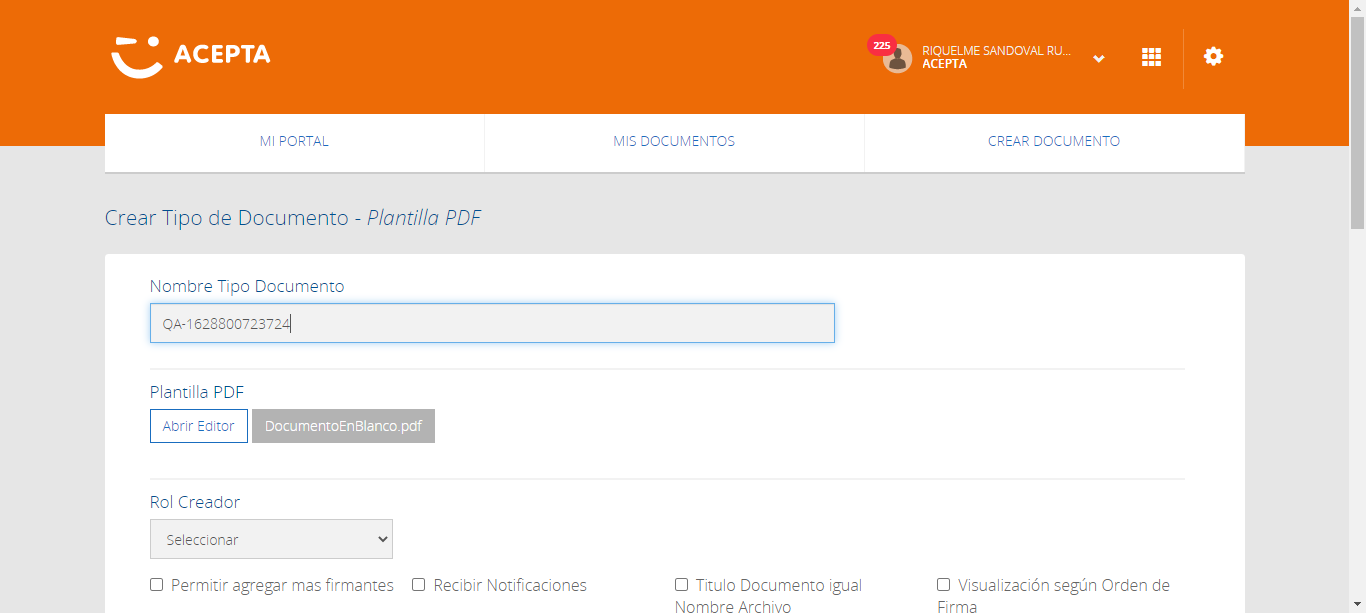 ACEPTA
225
RIQUELME SANDOVAL RU...
ACEPTA
MI PORTAL
MIS DOCUMENTOS
CREAR DOCUMENTO
Crear Tipo de Documento - Plantilla PDF
Nombre Tipo Documento
QA-1628800723724
Plantilla PDF
Abrir Editor
DocumentoEnBlanco.pdf
Rol Creador
Seleccionar
Permitir agregar mas firmantes
Recibir Notificaciones
Titulo Documento igual
Nombre Archivo
Visualización según Orden de
Firma